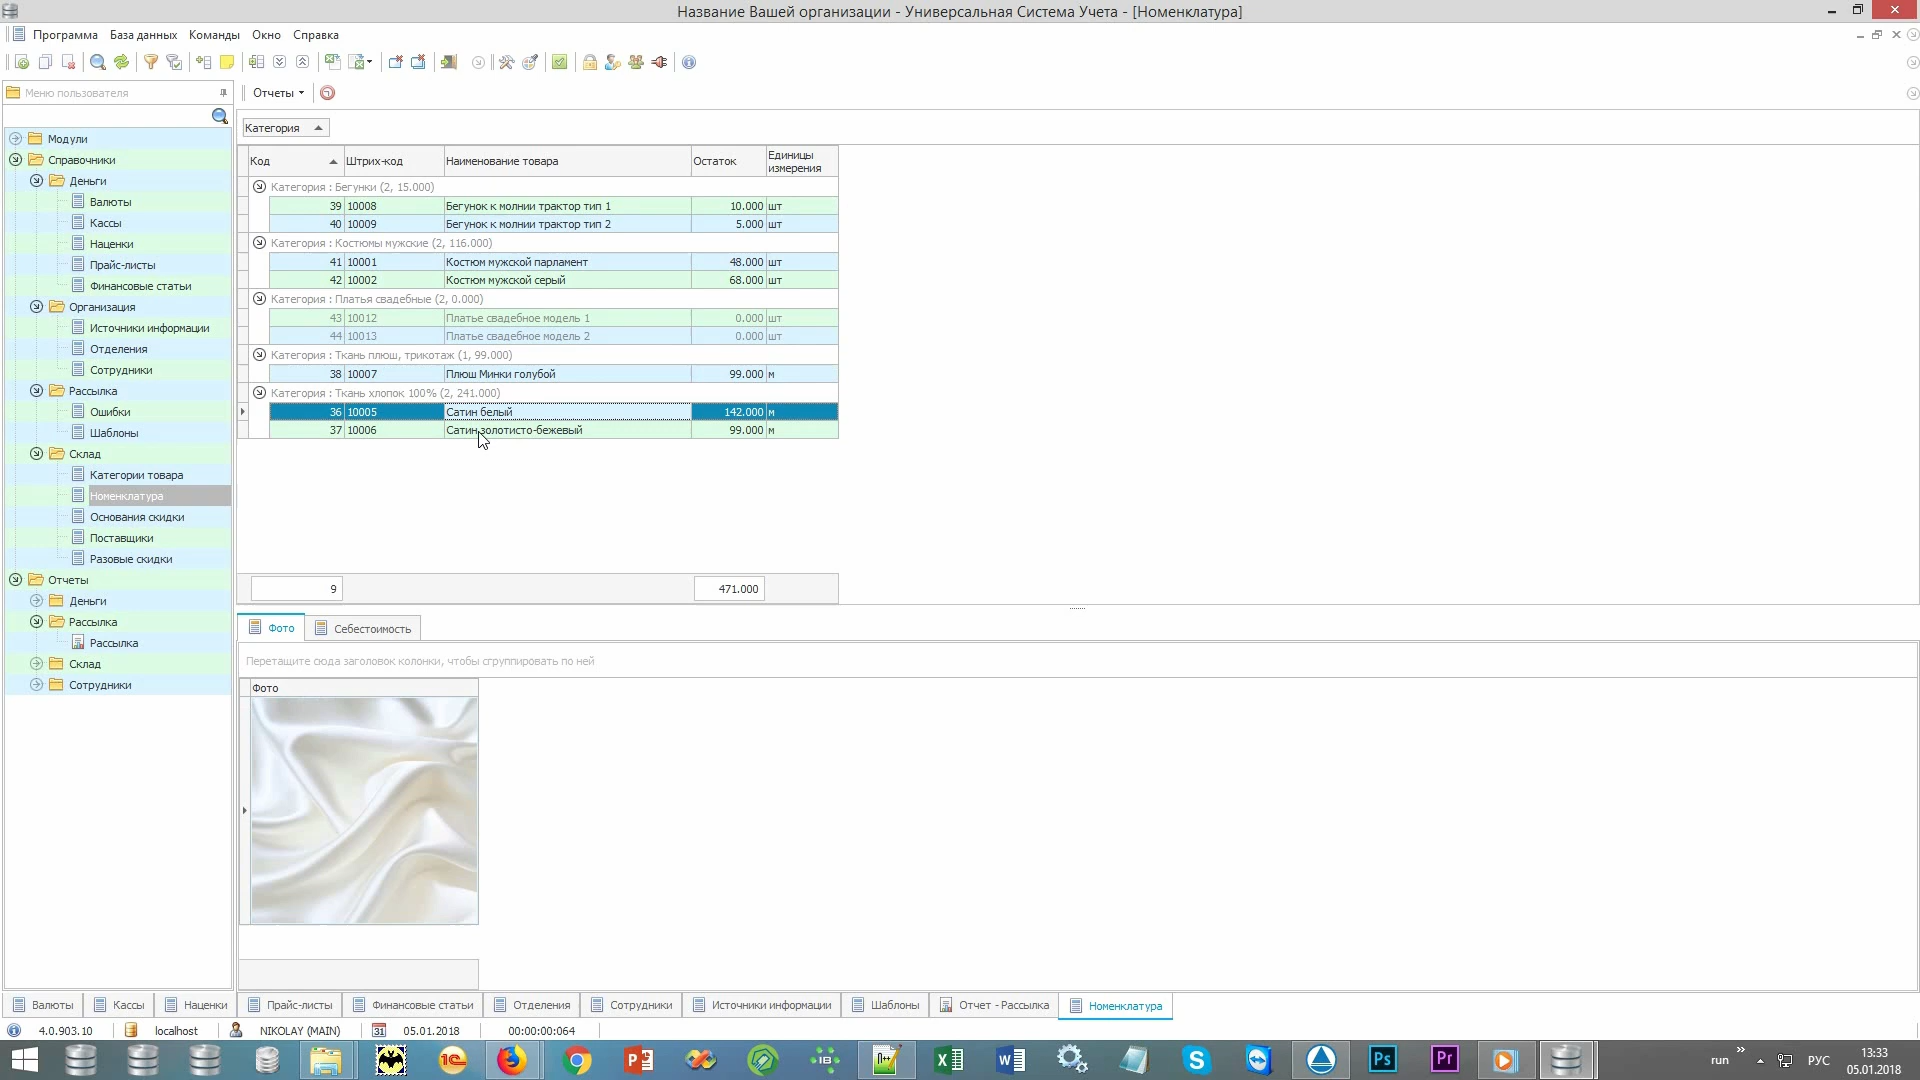 Название Вашей организации - Универсальная Система Учета - [Номенклатура]
Программа База данных Команды Окно Справка
Меню пользователя
Отчеты
Модули
Справочники
Деньги
Валюты
Кассы
Наценки
Прайс-листы
Финансовые статьи
Организация
Источники информации
Отделения
Сотрудники
Рассылка
Ошибки
Шаблоны
Склад
Категории товара
Номенклатура
Основания скидки
Поставщики
Разовые скидки
Отчеты
Деньги
Рассылка
Рассылка
Склад
Сотрудники
Категория
Код Штрих-код Наименование товара Остаток Единицы измерения
Категория : Бегунки (2, 15.000)
39 10008 Бегунок к молнии трактор тип 1 10.000 шт
40 10009 Бегунок к молнии трактор тип 2 5.000 шт
Категория : Костюмы мужские (2, 116.000)
41 10001 Костюм мужской парламент 48.000 шт
42 10002 Костюм мужской серый 68.000 шт
Категория : Платья свадебные (2, 0.000)
43 10012 Платье свадебное модель 1 0.000 шт
44 10013 Платье свадебное модель 2 0.000 шт
Категория : Ткань плюш, трикотаж (1, 99.000)
38 10007 Плюш Минки голубой 99.000 м
Категория : Ткань хлопок 100% (2, 241.000)
36 10005 Сатин белый 142.000 м
37 10006 Сатин золотисто-бежевый 99.000 м
9 471.000
Фото Себестоимость
Перетащите сюда заголовок колонки, чтобы сгруппировать по ней
Фото
Валюты Кассы Наценки Прайс-листы Финансовые статьи Отделения Сотрудники Источники информации Шаблоны Отчет - Рассылка Номенклатура
4.0.903.10 localhost NIKOLAY (MAIN) 31 05.01.2018 00:00:00:064
1С P IB П++ X W S Ps Pr run » РУС 13:33
05.01.2018